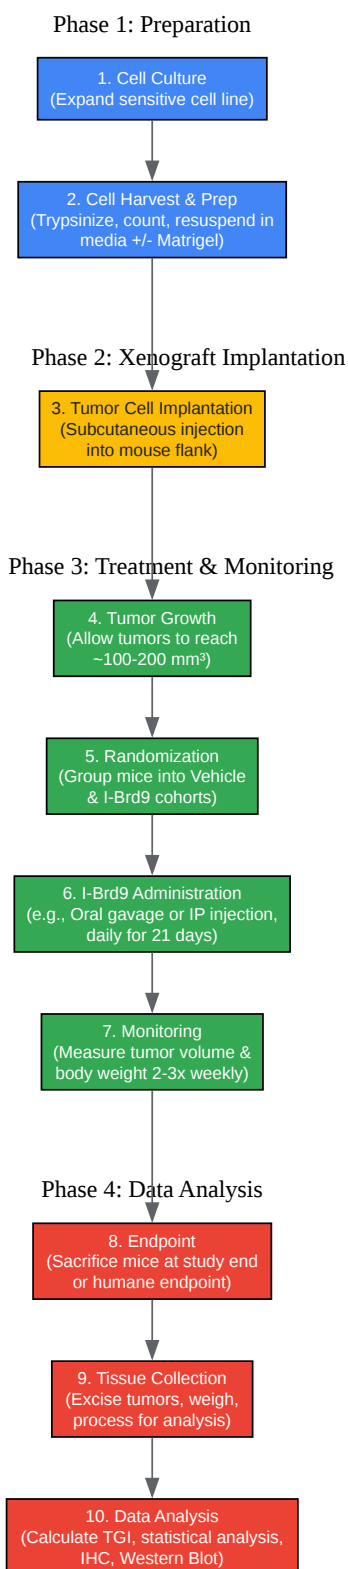 Phase 1: Preparation
1. Cell Culture
(Expand sensitive cell line)
2. Cell Harvest & Prep
(Trypsinize, count, resuspend in
media +/- Matrigel)
Phase 2: Xenograft Implantation
3. Tumor Cell Implantation
(Subcutaneous injection
into mouse flank)
Phase 3: Treatment & Monitoring
4. Tumor Growth
(Allow tumors to reach
~100-200 mm³)
5. Randomization
(Group mice into Vehicle
& I-Brd9 cohorts)
6. I-Brd9 Administration
(e.g., Oral gavage or IP injection,
daily for 21 days)
7. Monitoring
(Measure tumor volume &
body weight 2-3x weekly)
Phase 4: Data Analysis
8. Endpoint
(Sacrifice mice at study end
or humane endpoint)
9. Tissue Collection
(Excise tumors, weigh,
process for analysis)
10. Data Analysis
(Calculate TGI, statistical analysis,
IHC, Western Blot)